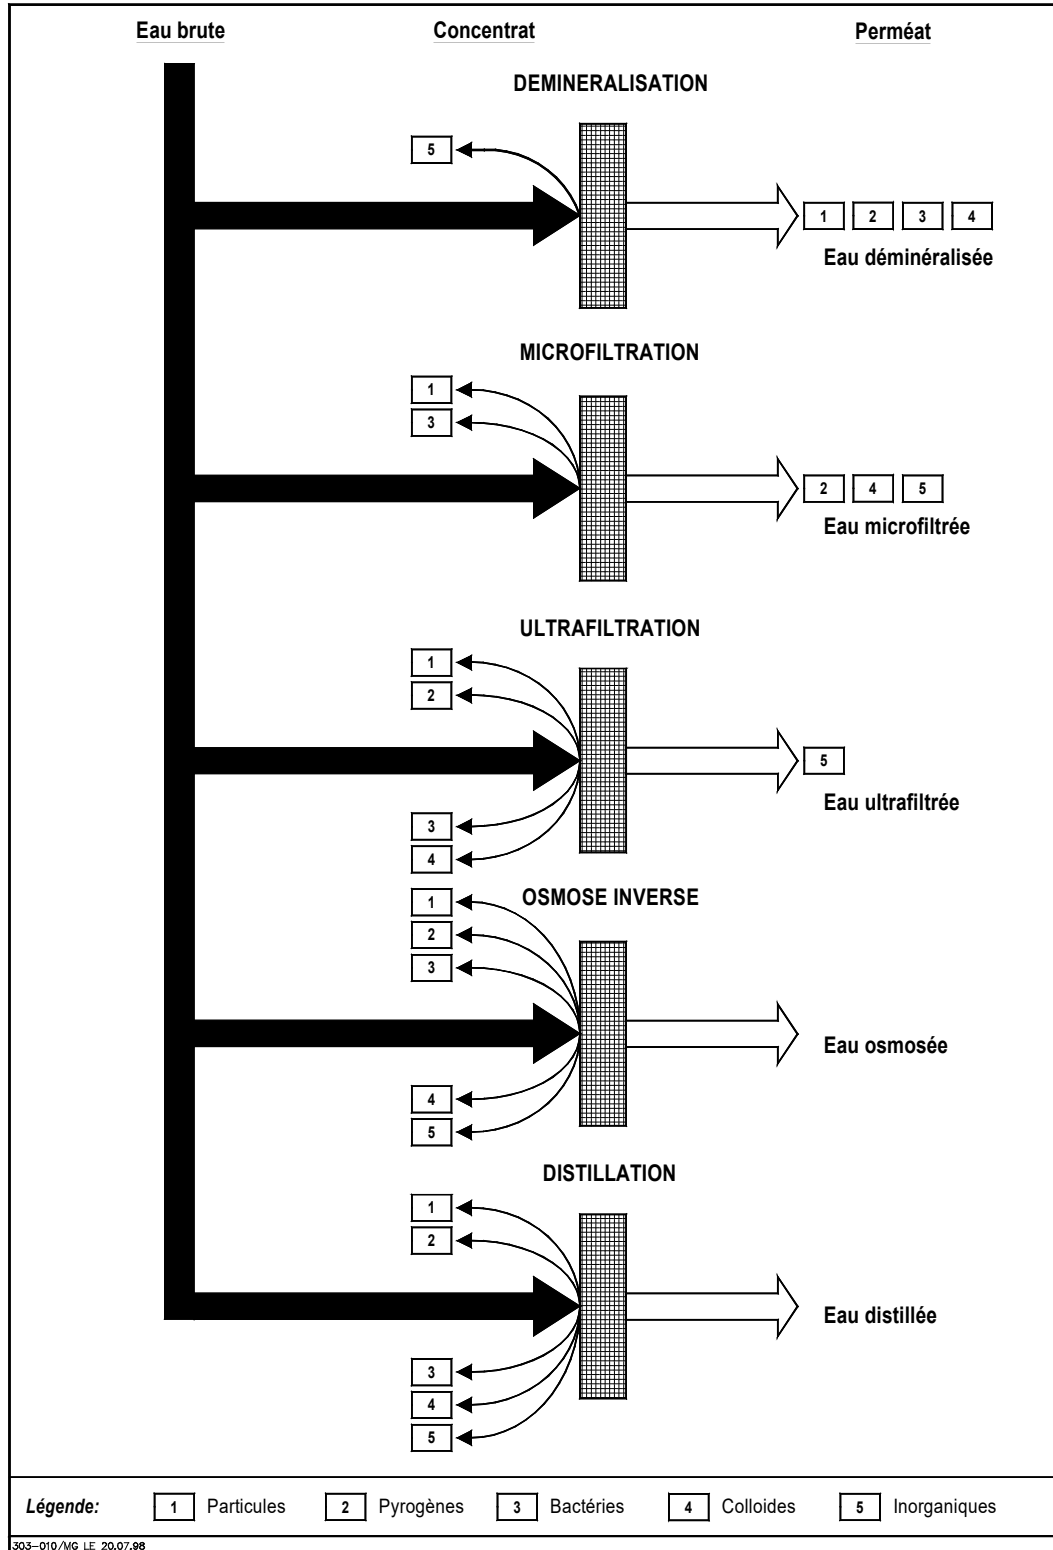 Eau brute Concentrat Perméat
DEMINERALISATION
5
1 2 3 4
Eau déminéralisée
MICROFILTRATION
1
3
2 4 5
Eau microfiltrée
ULTRAFILTRATION
1
2
5
Eau ultrafiltrée
3
4
OSMOSE INVERSE
1
2
3
Eau osmosée
4
5
DISTILLATION
1
2
Eau distillée
3
4
5
Légende: 1 Particules 2 Pyrogènes 3 Bactéries 4 Colloides 5 Inorganiques
303-010/MG LE 20.07.98